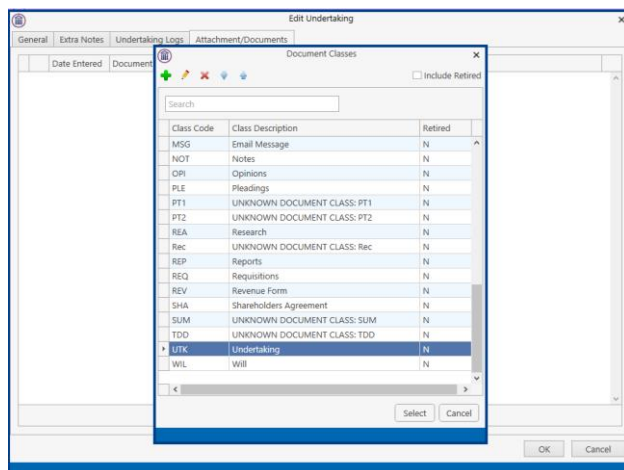 Edit Undertaking
General Extra Notes Undertaking Logs Attachment/Documents
Date Entered Document
Document Classes
Include Retired
Search
Class Code Class Description Retired
MSG Email Message N
NOT Notes N
OPI Opinions N
PLE Pleadings N
PT1 UNKNOWN DOCUMENT CLASS: PT1 N
PT2 UNKNOWN DOCUMENT CLASS: PT2 N
REA Research N
Rec UNKNOWN DOCUMENT CLASS: Rec N
REP Reports N
REQ Requisitions N
REV Revenue Form N
SHA Shareholders Agreement N
SUM UNKNOWN DOCUMENT CLASS: SUM N
TDD UNKNOWN DOCUMENT CLASS: TDD N
UTK Undertaking N
WIL Will N
Select Cancel
OK Cancel